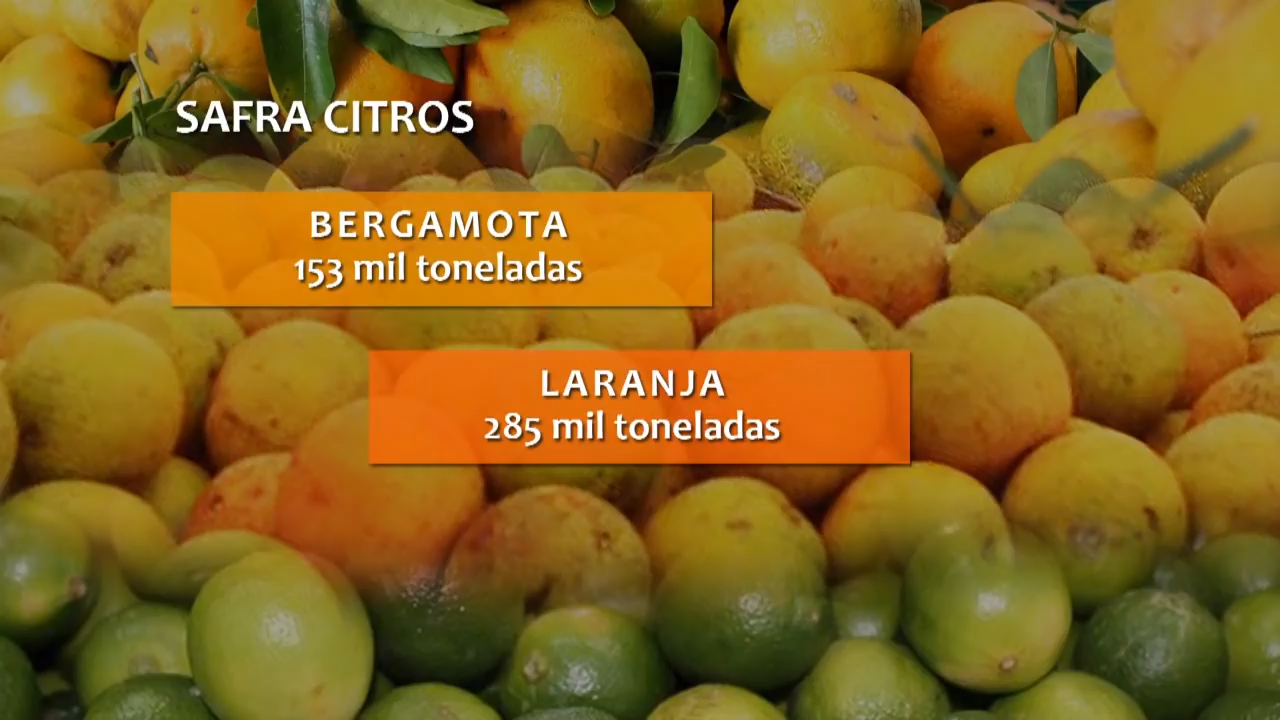 SAFRA CITROS
BERGAMOTA
153 mil toneladas
LARANJA
285 mil toneladas